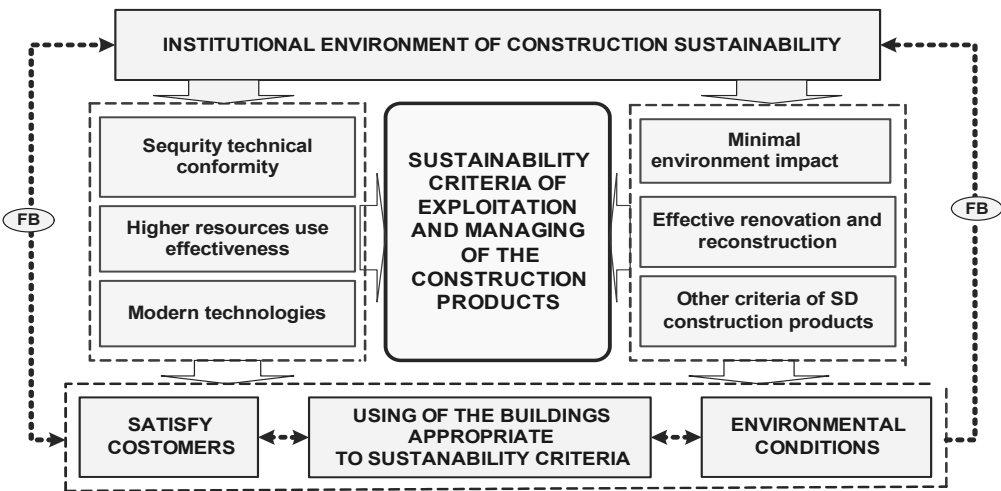 INSTITUTIONAL ENVIRONMENT OF CONSTRUCTION SUSTAINABILITY
Sequrity technical
conformity
Higher resources use
effectiveness
Modern technologies
SUSTAINABILITY
CRITERIA OF
EXPLOITATION
AND MANAGING
OF THE
CONSTRUCTION
PRODUCTS
Minimal
environment impact
Effective renovation and
reconstruction
Other criteria of SD
construction products
FB
FB
SATISFY
COSTOMERS
USING OF THE BUILDINGS
APPROPRIATE
TO SUSTANABILITY CRITERIA
ENVIRONMENTAL
CONDITIONS